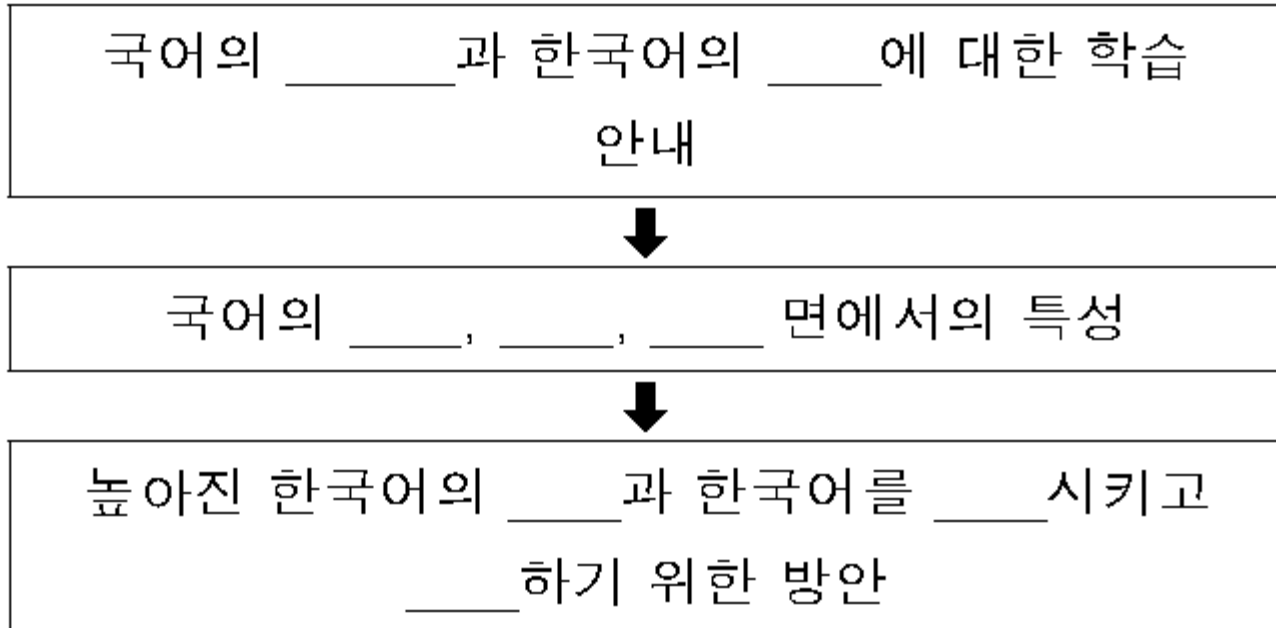 국어의 ______과 한국어의 ____에 대한 학습
안내
국어의 ____, ____, ____ 면에서의 특성
높아진 한국어의 ____과 한국어를 ____시키고
____하기 위한 방안